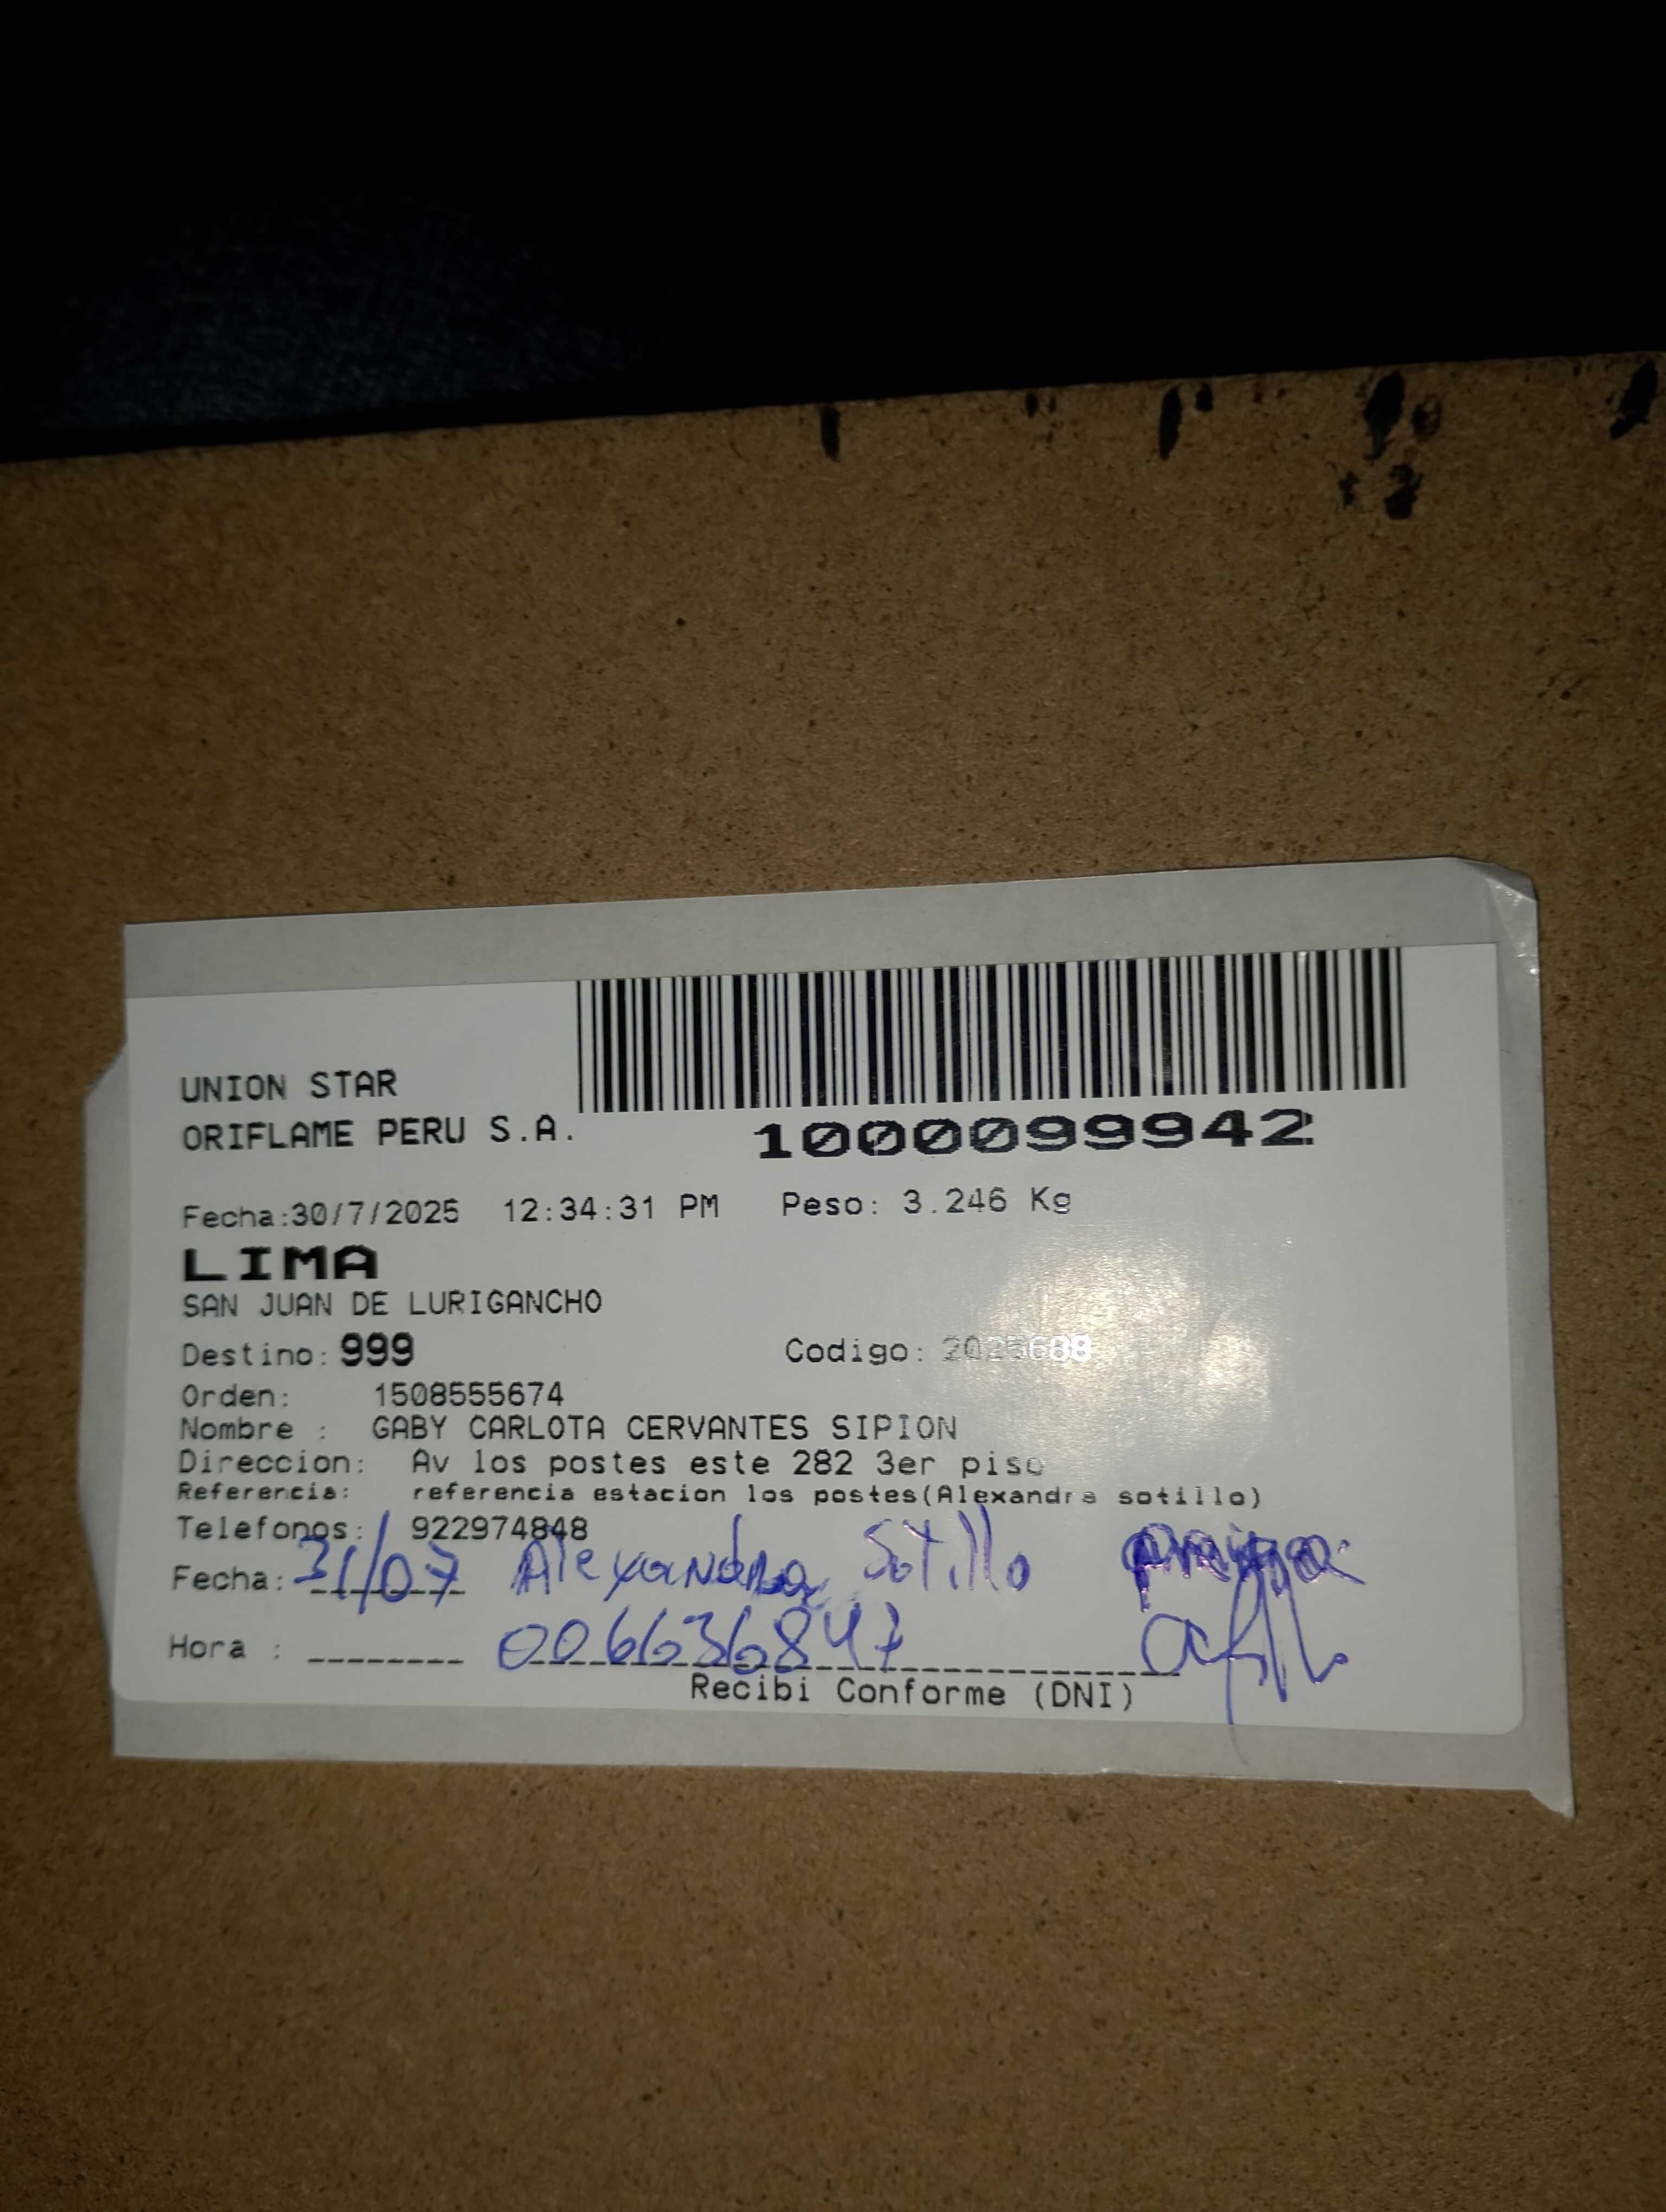 UNION STAR
ORIFLAME PERU S.A.
1000099942
Fecha:30/7/2025 12:34:31 PM Peso: 3.246 Kg
LIMA
SAN JUAN DE LURIGANCHO
Destino: 999 Codigo: 2025688
Orden: 1508555674
Nombre : GABY CARLOTA CERVANTES SIPION
Direccion: Av los postes este 282 3er piso
Referencia: referencia estacion los postes(Alexandra sotillo)
Telefonos: 922974848
Fecha: 31/07 Alexandra Sotillo
Hora : 006636847
Recibi Conforme (DNI)